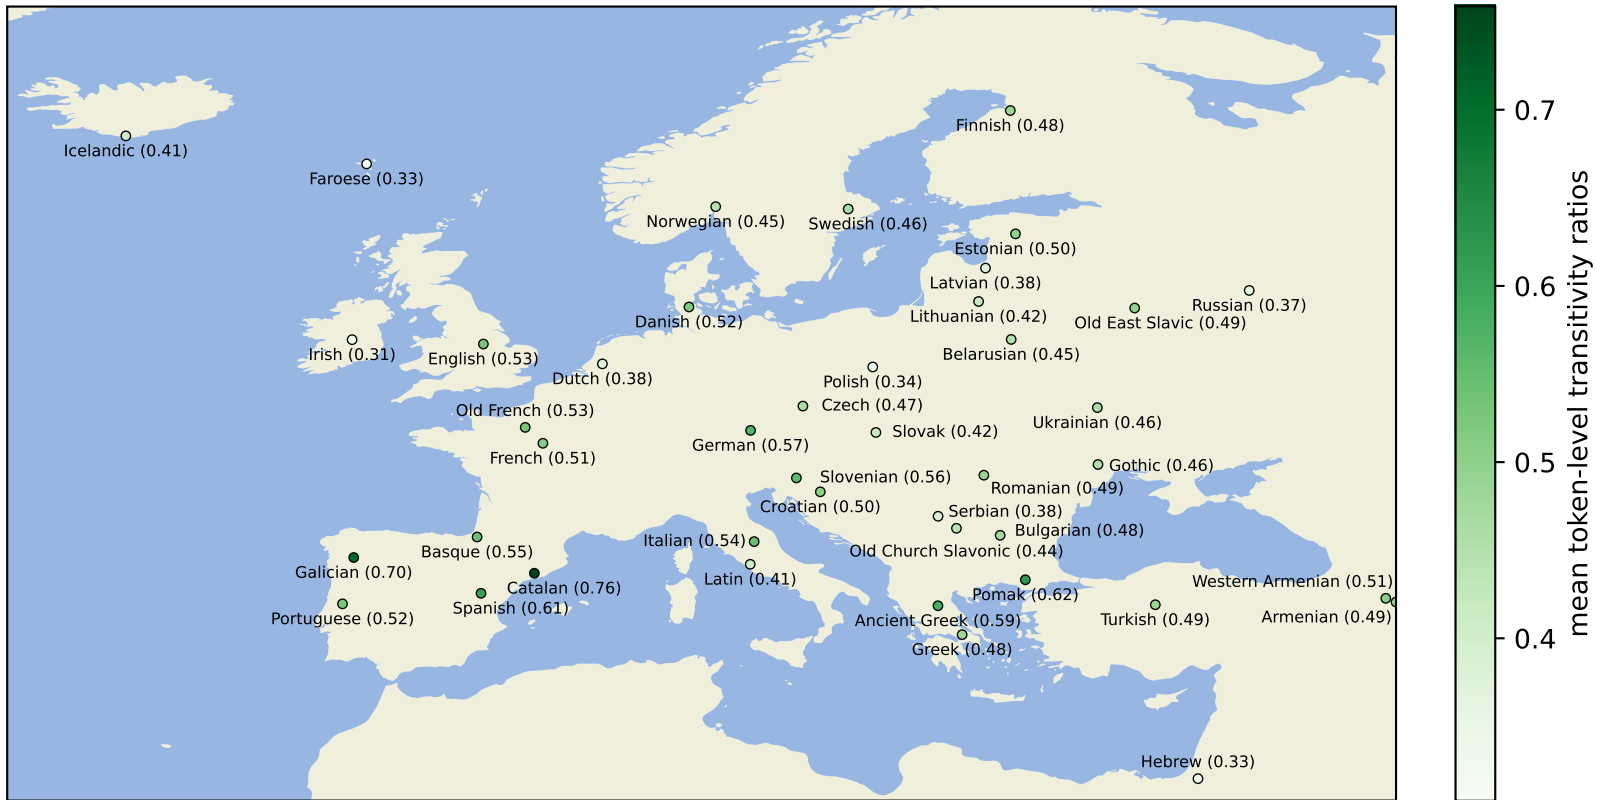 Icelandic (0.41)
Faroese (0.33)
Finnish (0.48)
Norwegian (0.45)
Swedish (0.46)
Estonian (0.50)
Latvian (0.38)
Lithuanian (0.42)
Russian (0.37)
Old East Slavic (0.49)
Danish (0.52)
Irish (0.31)
English (0.53)
Belarusian (0.45)
Dutch (0.38)
Polish (0.34)
Old French (0.53)
Czech (0.47)
Ukrainian (0.46)
Slovak (0.42)
German (0.57)
French (0.51)
Gothic (0.46)
Slovenian (0.56)
Romanian (0.49)
Croatian (0.50)
Serbian (0.38)
Bulgarian (0.48)
Italian (0.54)
Old Church Slavonic (0.44)
Basque (0.55)
Galician (0.70)
Latin (0.41)
Catalan (0.76)
Western Armenian (0.51)
Pomak (0.62)
Spanish (0.61)
Portuguese (0.52)
Ancient Greek (0.59)
Turkish (0.49)
Armenian (0.49)
Greek (0.48)
Hebrew (0.33)
0.7
0.6
0.5
0.4
mean token-level transitivity ratios